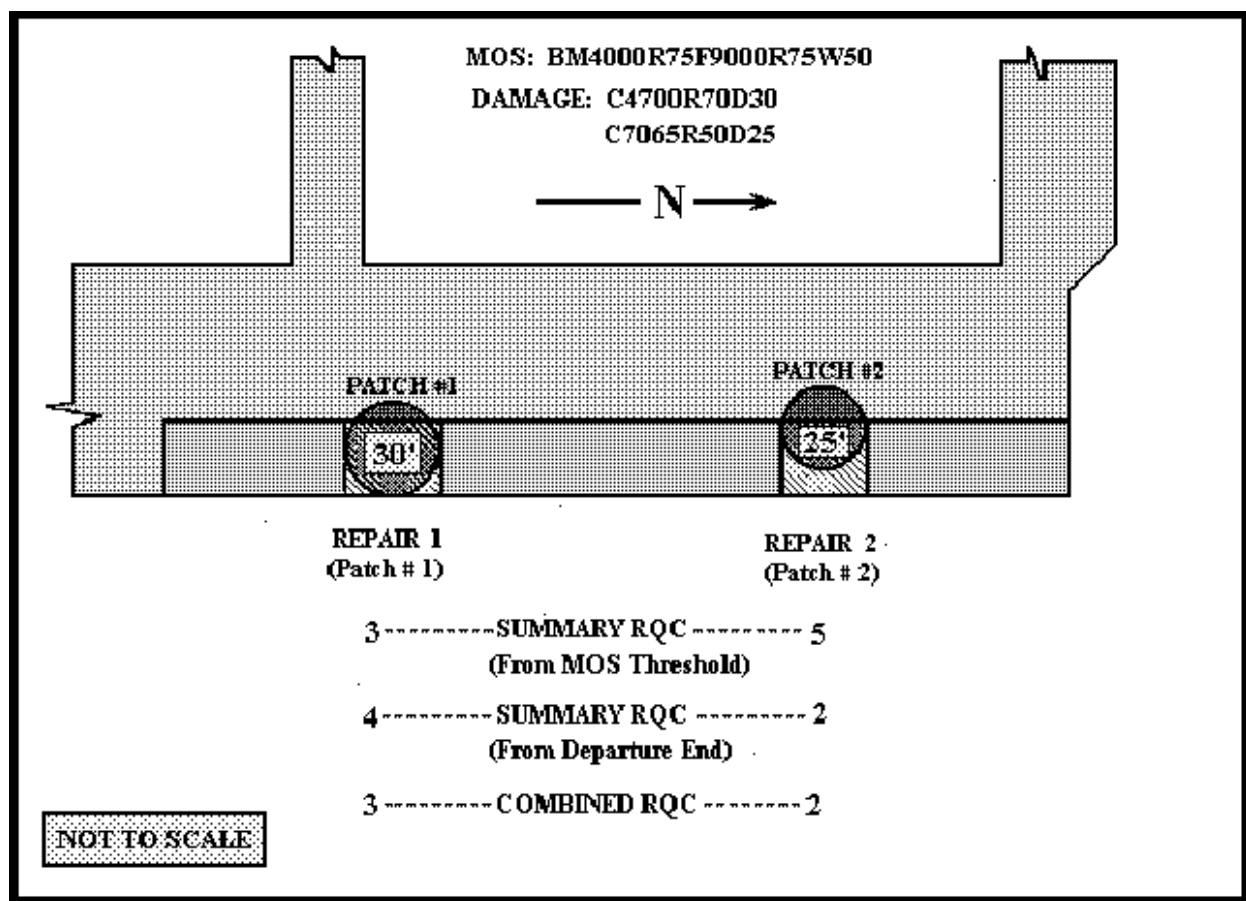 MOS: BM4000R75F9000R75W50
DAMAGE: C4700R70D30
C7065R50D25
N
PATCH #1
PATCH #2
30'
25'
REPAIR 1
(Patch # 1)
REPAIR 2
(Patch # 2)
3---------SUMMARY RQC ---------5
(From MOS Threshold)
4---------SUMMARY RQC ---------2
(From Departure End)
3---------COMBINED RQC --------2
NOT TO SCALE